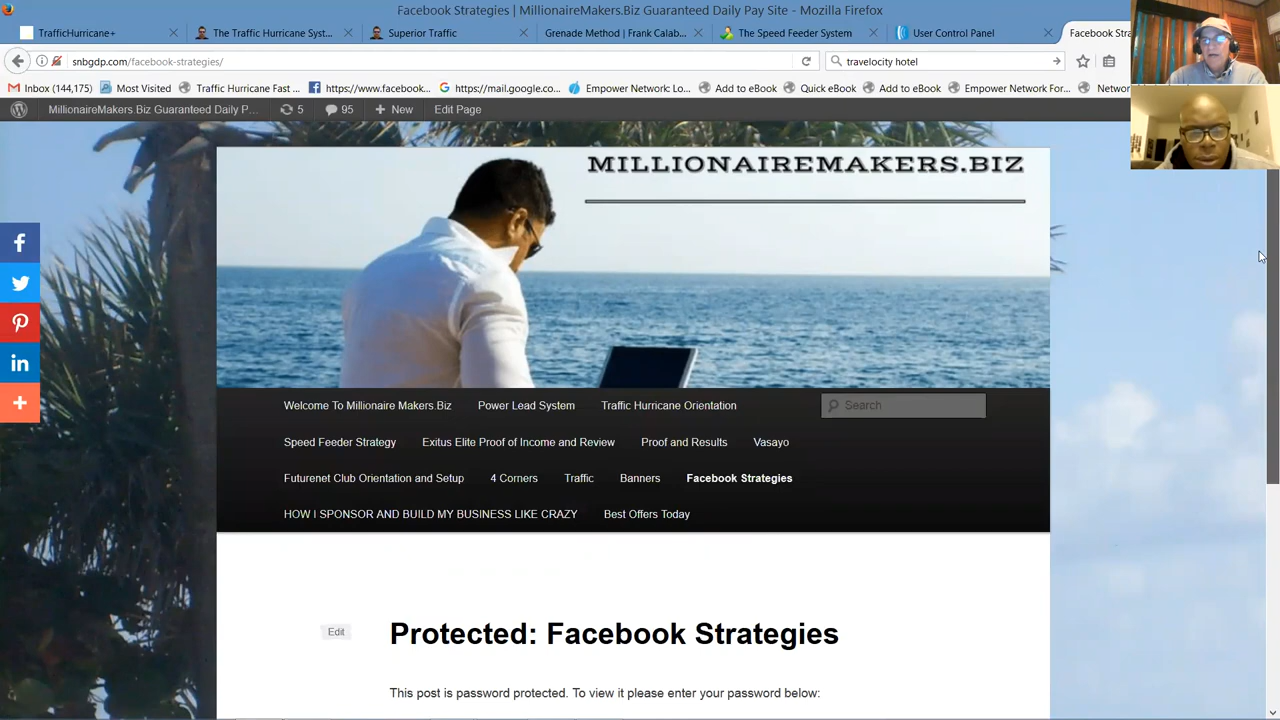 Facebook Strategies | MillionaireMakers.Biz Guaranteed Daily Pay Site - Mozilla Firefox
TrafficHurricane+
The Traffic Hurricane Syst...
Superior Traffic
Grenade Method | Frank Calab...
The Speed Feeder System
User Control Panel
Facebook Stra
snbgdp.com/facebook-strategies/
travelocity hotel
Inbox (144,175)
Most Visited
Traffic Hurricane Fast ...
https://www.facebook...
https://mail.google.co...
Empower Network: Lo...
Add to eBook
Quick eBook
Add to eBook
Empower Network For...
Network
MillionaireMakers.Biz Guaranteed Daily P...
5
95
New
Edit Page
MILLIONAIREMAKERS.BIZ
Welcome To Millionaire Makers.Biz
Power Lead System
Traffic Hurricane Orientation
Search
Speed Feeder Strategy
Exitus Elite Proof of Income and Review
Proof and Results
Vasayo
Futurenet Club Orientation and Setup
4 Corners
Traffic
Banners
Facebook Strategies
HOW I SPONSOR AND BUILD MY BUSINESS LIKE CRAZY
Best Offers Today
Edit
Protected: Facebook Strategies
This post is password protected. To view it please enter your password below: